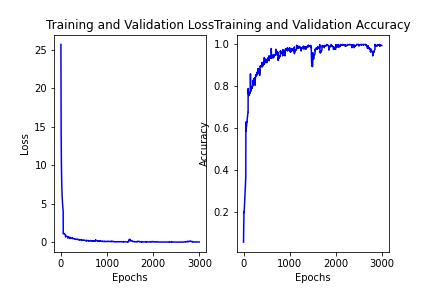 Training and Validation Loss
25
20
15
10
5
0
Loss
0 1000 2000 3000
Epochs
Training and Validation Accuracy
1.0
0.8
0.6
0.4
0.2
Accuracy
0 1000 2000 3000
Epochs